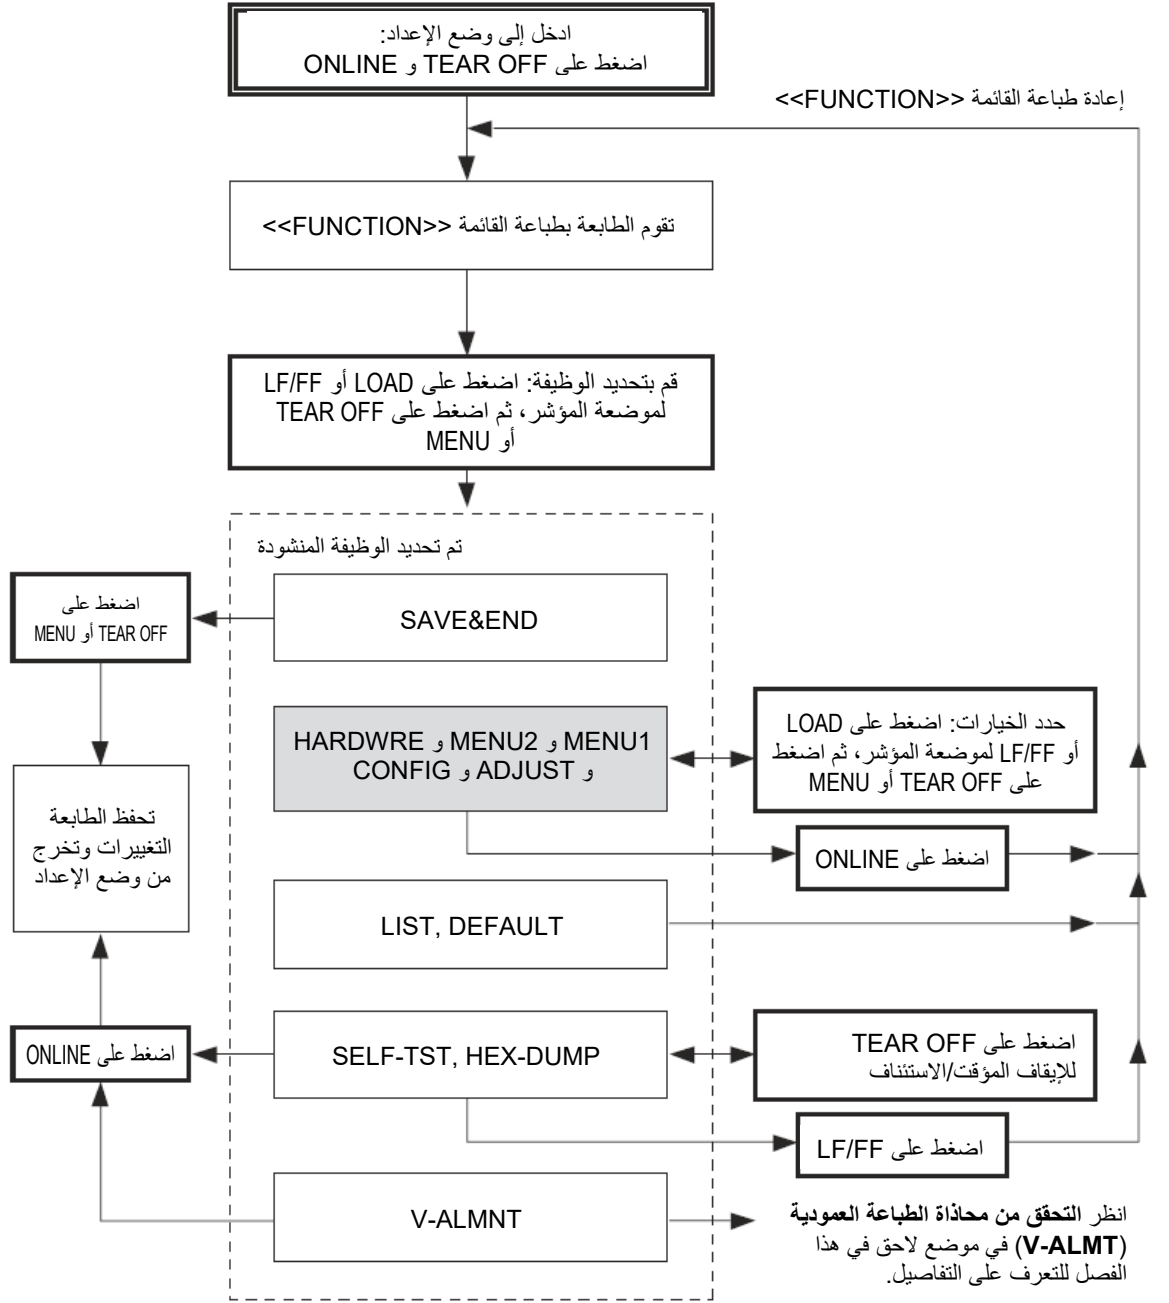 ادخل إلى وضع الإعداد:
اضغط على TEAR OFF و ONLINE
إعادة طباعة القائمة <<FUNCTION>>
تقوم الطابعة بطباعة القائمة <<FUNCTION>>
قم بتحديد الوظيفة: اضغط على LOAD أو LF/FF
لموضعة المؤشر، ثم اضغط على TEAR OFF
أو MENU
تم تحديد الوظيفة المنشودة
SAVE&END
اضغط على
TEAR OFF أو MENU
MENU1 و MENU2 و HARDWRE
و ADJUST و CONFIG
حدد الخيارات: اضغط على LOAD
أو LF/FF لموضعة المؤشر، ثم اضغط
على TEAR OFF أو MENU
تحفظ الطابعة
التغييرات وتخرج
من وضع الإعداد
اضغط على ONLINE
LIST, DEFAULT
اضغط على ONLINE
SELF-TST, HEX-DUMP
اضغط على TEAR OFF
للإيقاف المؤقت/الاستئناف
اضغط على LF/FF
V-ALMNT
انظر التحقق من محاذاة الطباعة العمودية
(V-ALMT) في موضع لاحق في هذا
الفصل للتعرف على التفاصيل.